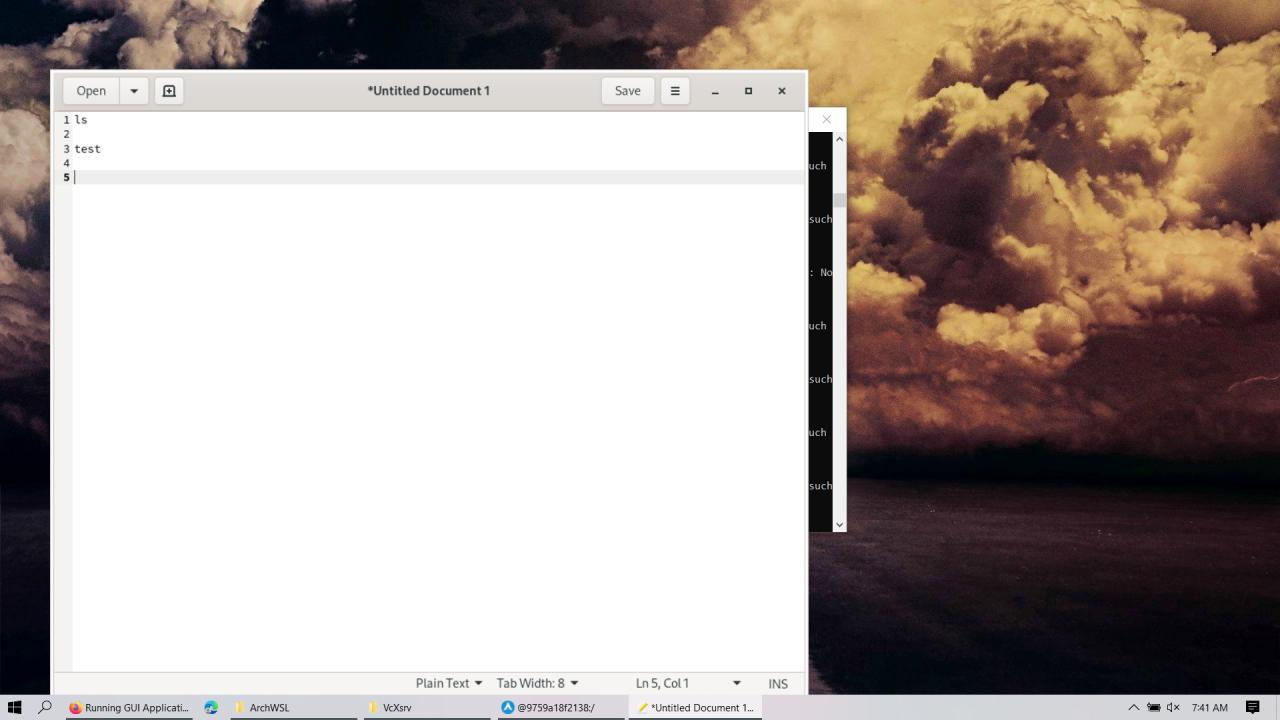 Open
*Untitled Document 1
Save
1 ls
2
3 test
4
5
uch
such
: No
uch
such
uch
such
Plain Text
Tab Width: 8
Ln 5, Col 1
INS
Running GUI Applicati...
ArchWSL
VcXsrv
@9759a18f2138:/
*Untitled Document 1...
7:41 AM